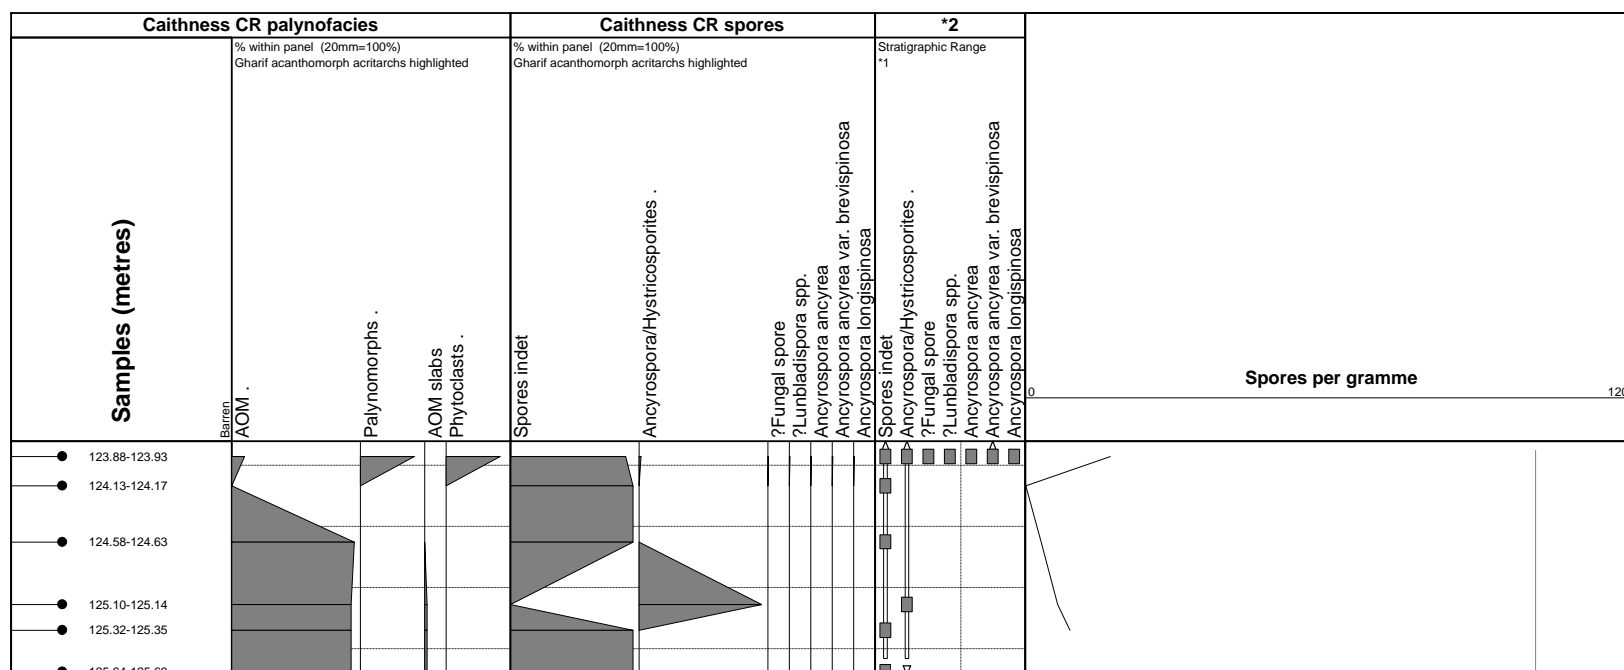 Caithness CR palynofacies
Caithness CR spores
*2
% within panel (20mm=100%)
Gharif acanthomorph acritarchs highlighted
% within panel (20mm=100%)
Gharif acanthomorph acritarchs highlighted
Stratigraphic Range
*1
Samples (metres)
Barren
AOM .
Palynomorphs .
AOM slabs
Phytoclasts .
Spores indet
Ancyrospora/Hystricosporites .
?Fungal spore
?Lunbladispora spp.
Ancyrospora ancyrea
Ancyrospora ancyrea var. brevispinosa
Ancyrospora longispinosa
Spores indet
Ancyrospora/Hystricosporites .
?Fungal spore
?Lunbladispora spp.
Ancyrospora ancyrea
Ancyrospora ancyrea var. brevispinosa
Ancyrospora longispinosa
Spores per gramme
0
120
123.88-123.93
124.13-124.17
124.58-124.63
125.10-125.14
125.32-125.35